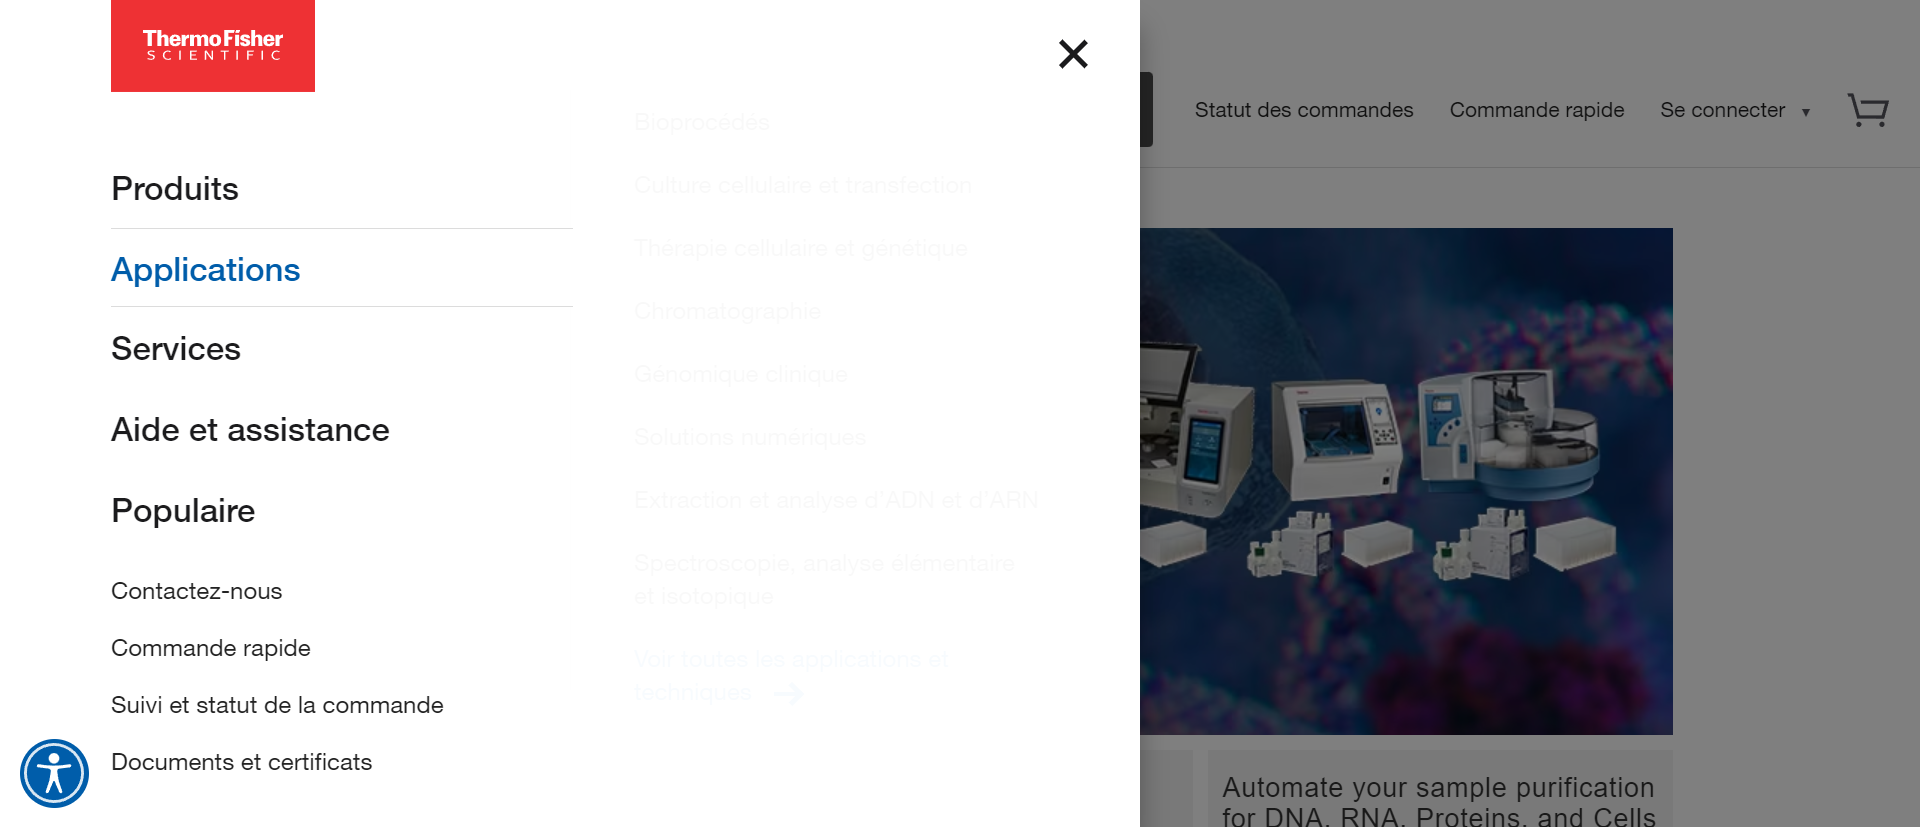 ThermoFisher
SCIENTIFIC
Produits
Applications
Services
Aide et assistance
Populaire
Contactez-nous
Commande rapide
Suivi et statut de la commande
Documents et certificats
Bioprocédés
Culture cellulaire et transfection
Thérapie cellulaire et génétique
Chromatographie
Génomique clinique
Solutions numériques
Extraction et analyse d'ADN et d'ARN
Spectroscopie, analyse élémentaire
et isotopique
Voir toutes les applications et
techniques
Statut des commandes
Commande rapide
Se connecter
Automate your sample purification
for DNA, RNA, Proteins, and Cells